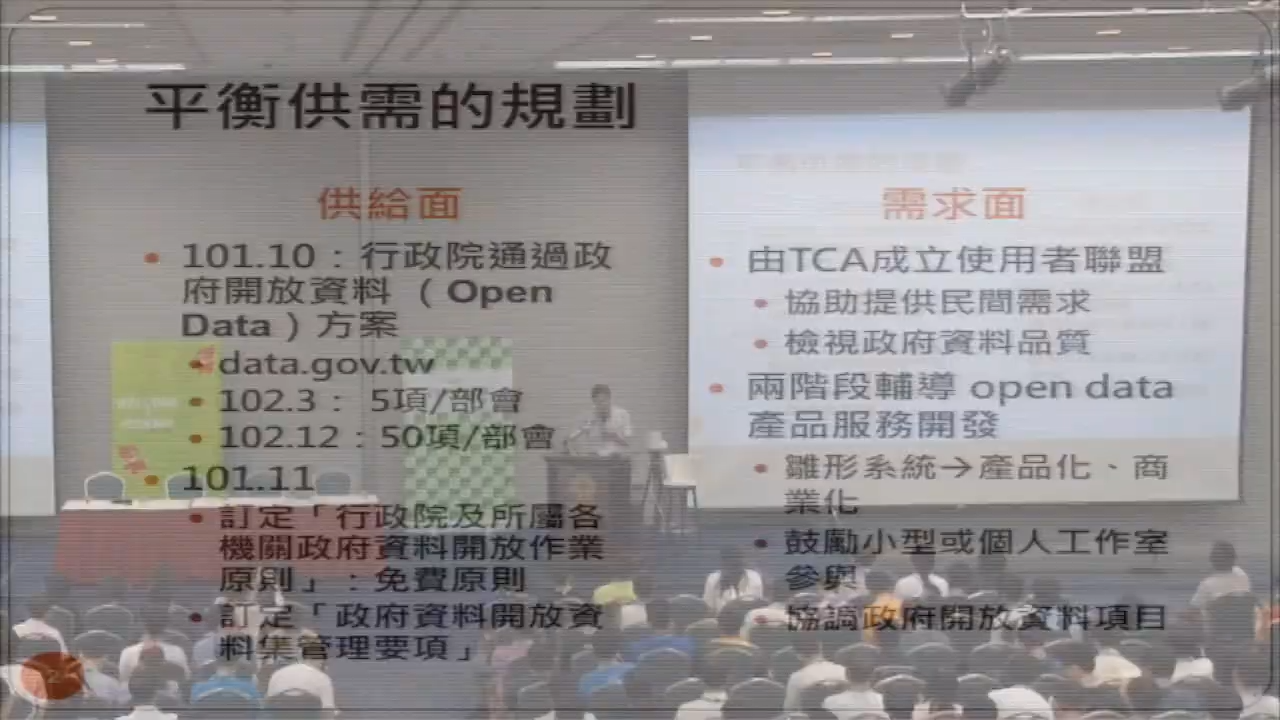 平衡供需的規劃
供給面
101.10：行政院通過政
府開放資料（Open
Data）方案
data.gov.tw
102.3： 5項/部會
102.12：50項/部會
101.11
訂定「行政院及所屬各
機關政府資料開放作業
原則」：免費原則
訂定「政府資料開放資
料集管理要項」
需求面
由TCA成立使用者聯盟
協助提供民間需求
檢視政府資料品質
兩階段輔導 open data
產品服務開發
雛形系統→產品化、商
業化
鼓勵小型或個人工作室
參與
協調政府開放資料項目